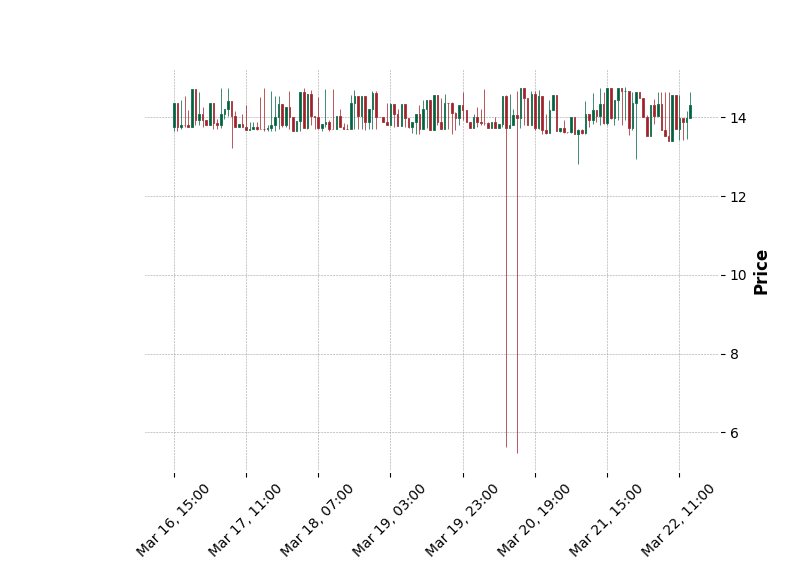 14
12
10
8
6
Price
Mar 16, 15:00
Mar 17, 11:00
Mar 18, 07:00
Mar 19, 03:00
Mar 19, 23:00
Mar 20, 19:00
Mar 21, 15:00
Mar 22, 11:00